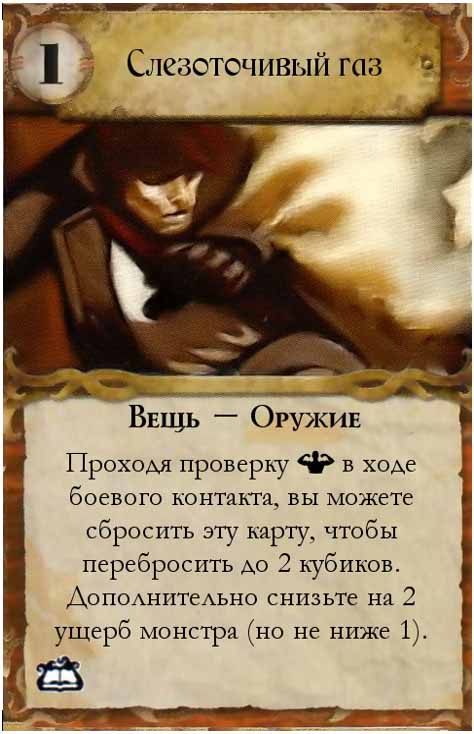 1
Слезоточивый газ
Вещь — Оружие
Проходя проверку в ходе
боевого контакта, вы можете
сбросить эту карту, чтобы
перебросить до 2 кубиков.
Дополнительно снизьте на 2
ущерб монстра (но не ниже 1).